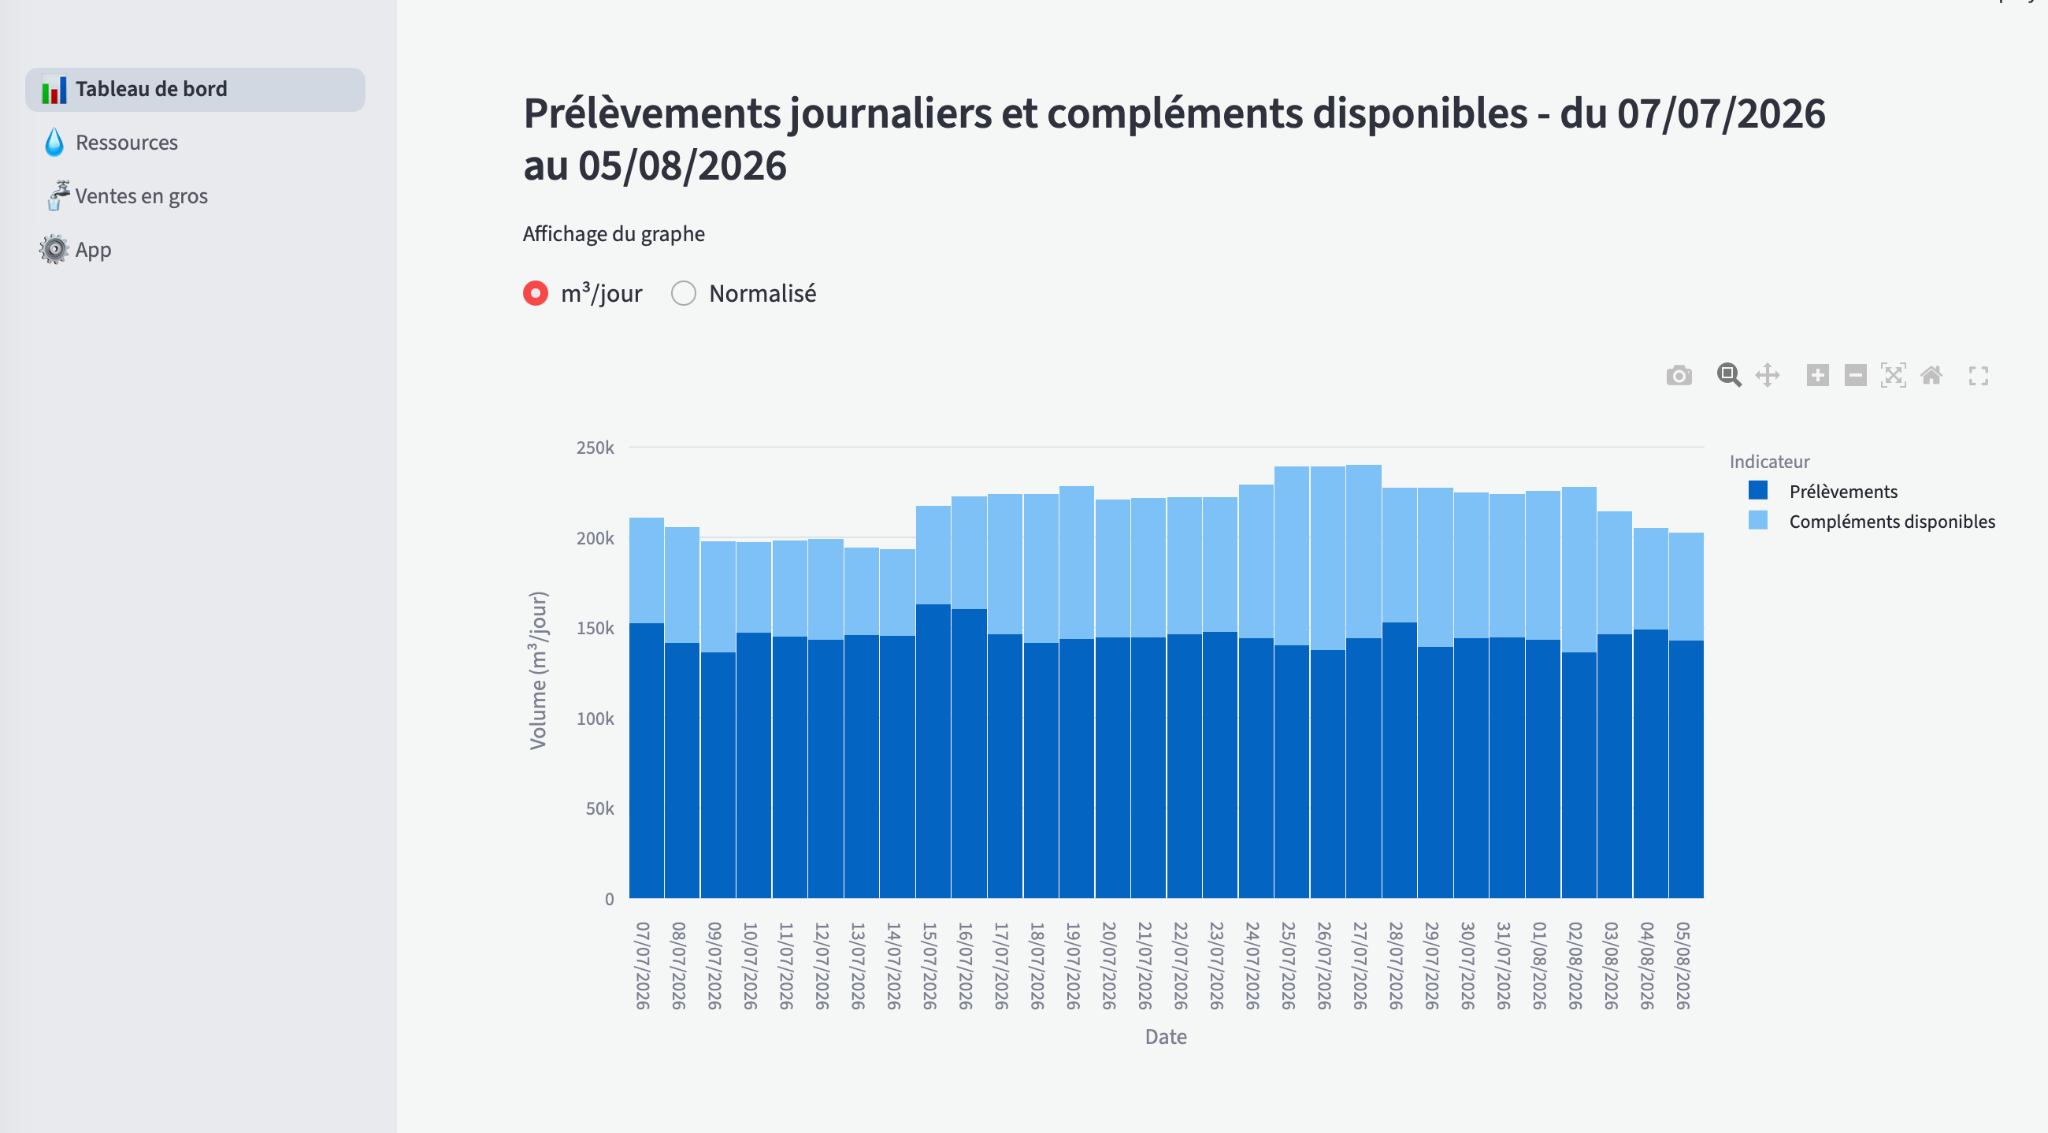 Tableau de bord
Ressources
Ventes en gros
App
Prélèvements journaliers et compléments disponibles - du 07/07/2026
au 05/08/2026
Affichage du graphe
m³/jour
Normalisé
250k
200k
150k
100k
50k
0
Volume (m³/jour)
Indicateur
Prélèvements
Compléments disponibles
07/07/2026
08/07/2026
09/07/2026
10/07/2026
11/07/2026
12/07/2026
13/07/2026
14/07/2026
15/07/2026
16/07/2026
17/07/2026
18/07/2026
19/07/2026
20/07/2026
21/07/2026
22/07/2026
23/07/2026
24/07/2026
25/07/2026
26/07/2026
27/07/2026
28/07/2026
29/07/2026
30/07/2026
31/07/2026
01/08/2026
02/08/2026
03/08/2026
04/08/2026
05/08/2026
Date